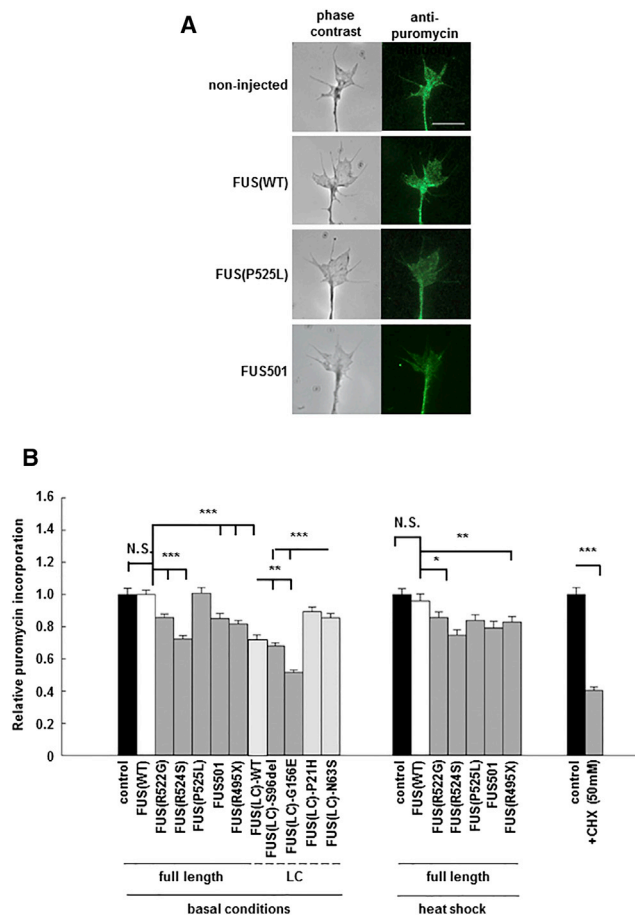 A
phase contrast
anti-puromycin
non-injected
FUS(WT)
FUS(P525L)
FUS501
B
Relative puromycin incorporation
1.6
1.4
1.2
1.0
0.8
0.6
0.4
0.2
0
N.S.
***
***
**
***
N.S.
*
**
***
control
FUS(WT)
FUS(R522G)
FUS(R524S)
FUS(P525L)
FUS501
FUS(R495X)
FUS(LC)-WT
FUS(LC)-S96del
FUS(LC)-G156E
FUS(LC)-P21H
FUS(LC)-N63S
control
FUS(WT)
FUS(R522G)
FUS(R524S)
FUS(P525L)
FUS501
FUS(R495X)
control
+CHX (50mM)
full length
LC
full length
basal conditions
heat shock